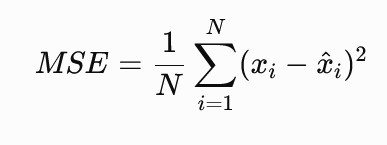 MSE = \frac{1}{N} \sum_{i=1}^{N} (x_i - \hat{x}_i)^2